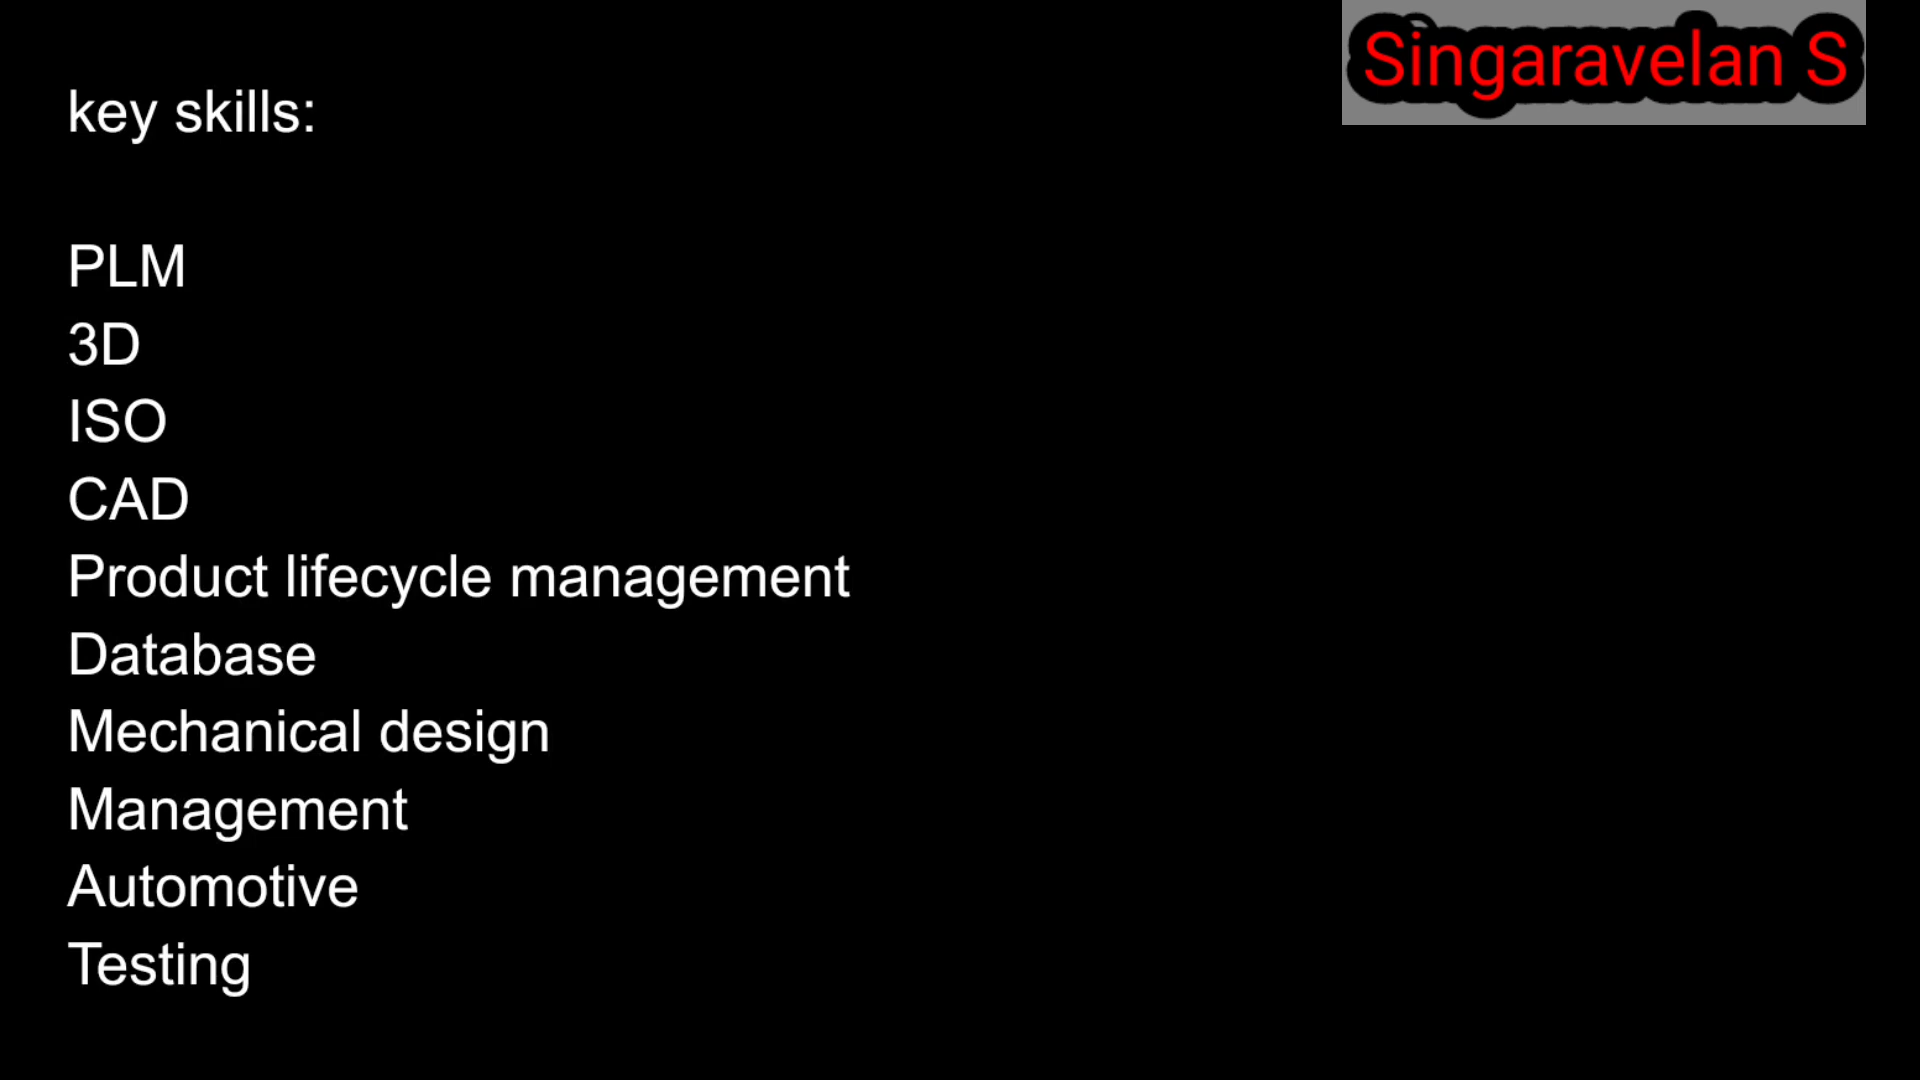 Singaravelan S
key skills:
PLM
3D
ISO
CAD
Product lifecycle management
Database
Mechanical design
Management
Automotive
Testing